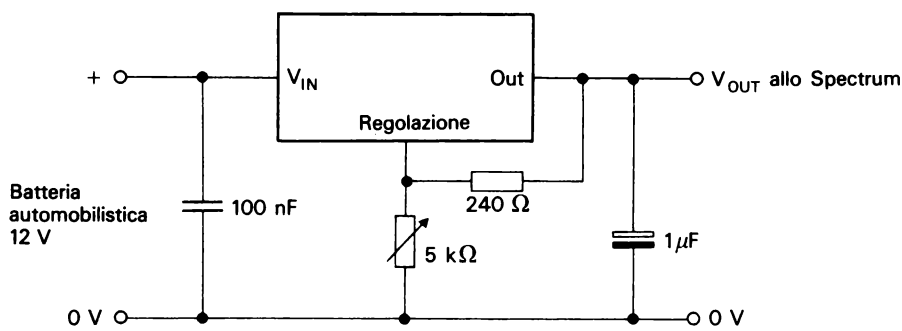 +
V_IN
Out
V_OUT allo Spectrum
Regolazione
240 Ω
Batteria
automobilistica
12 V
100 nF
5 kΩ
1μF
0 V
0 V